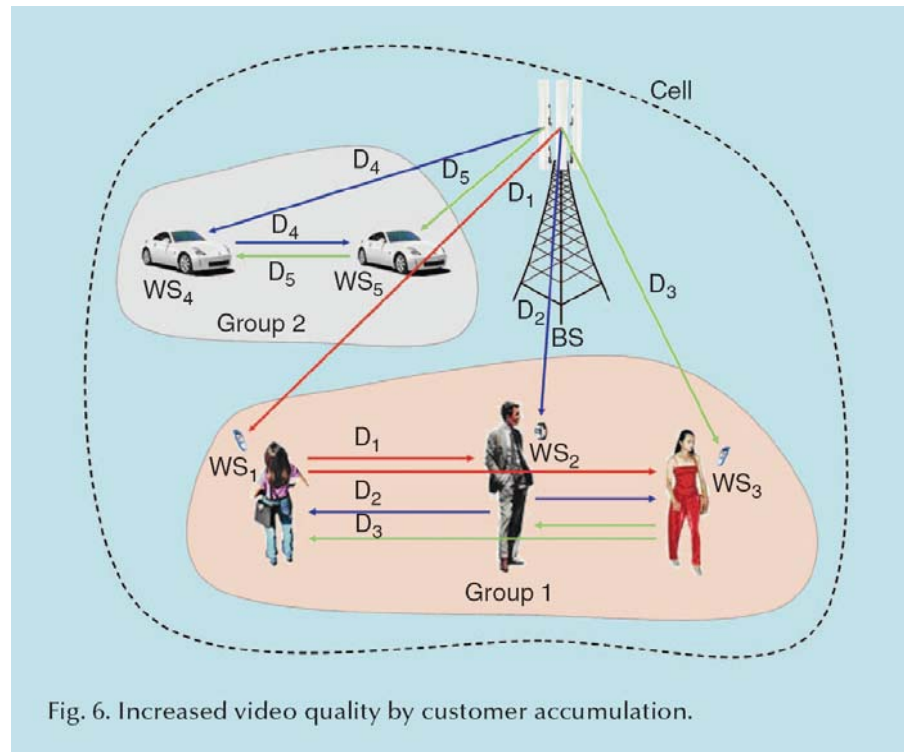 Cell
D4
D5
D1
D4
D5
WS4
WS5
Group 2
D3
D2
BS
D1
WS1
WS2
WS3
D2
D3
Group 1
Fig. 6. Increased video quality by customer accumulation.